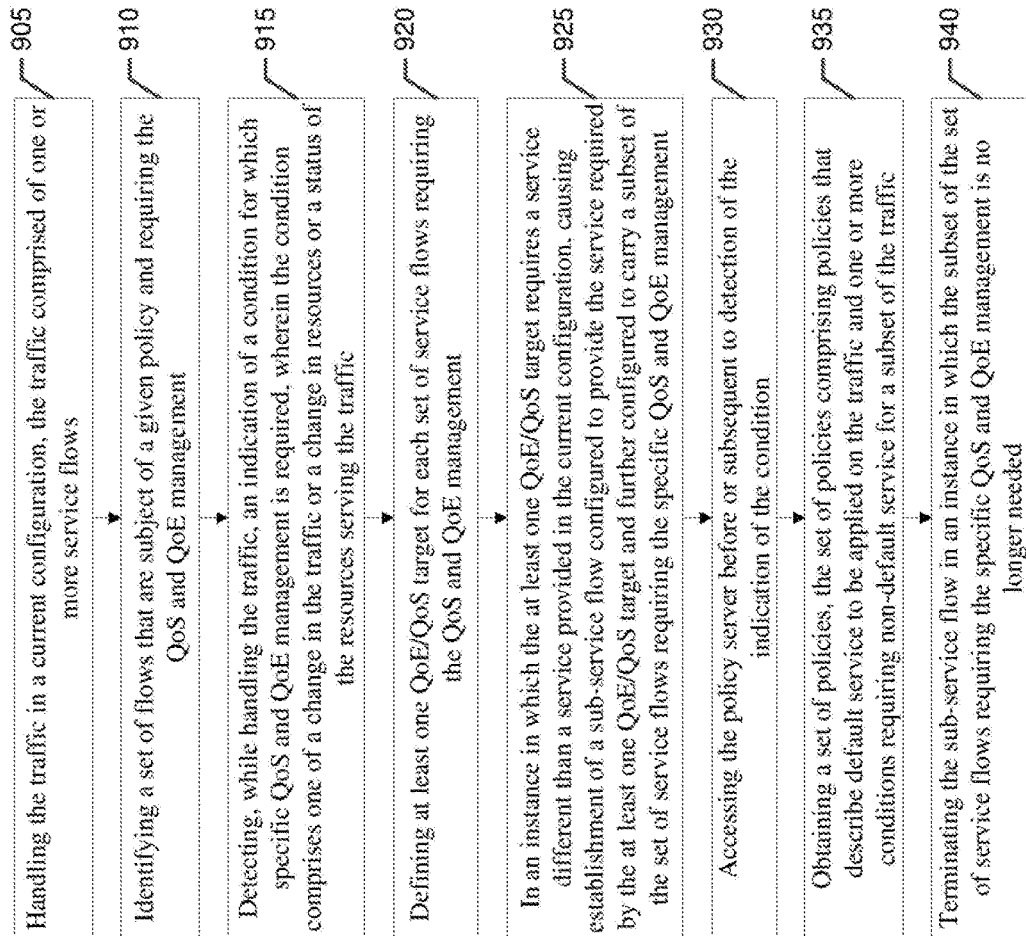 Handling the traffic in a current configuration, the traffic comprised of one or
more service flows
905
Identifying a set of flows that are subject of a given policy and requiring the
QoS and QoE management
910
Detecting, while handling the traffic, an indication of a condition for which
specific QoS and QoE management is required, wherein the condition
comprises one of a change in the traffic or a change in resources or a status of
the resources serving the traffic
915
Defining at least one QoE/QoS target for each set of service flows requiring
the QoS and QoE management
920
In an instance in which the at least one QoE/QoS target requires a service
different than a service provided in the current configuration, causing
establishment of a sub-service flow configured to provide the service required
by the at least one QoE/QoS target and further configured to carry a subset of
the set of service flows requiring the specific QoS and QoE management
925
Accessing the policy server before or subsequent to detection of the
indication of the condition
930
Obtaining a set of policies, the set of policies comprising policies that
describe default service to be applied on the traffic and one or more
conditions requiring non-default service for a subset of the traffic
935
Terminating the sub-service flow in an instance in which the subset of the set
of service flows requiring the specific QoS and QoE management is no
longer needed
940